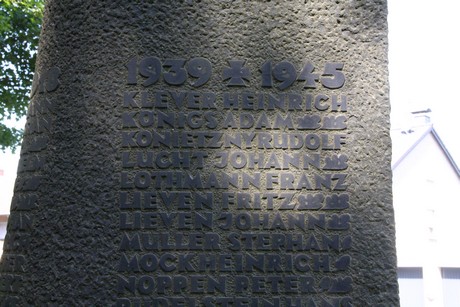 1939 ✠ 1945
KLEVER HEINRICH
KÖNIGS ADAM
KONIETZNY RUDOLF
LUCHT JOHANN
LOTHMANN FRANZ
LIEVEN FRITZ
LIEVEN JOHANN
MÜLLER STEPHAN
MOCK HEINRICH
NOPPEN PETER